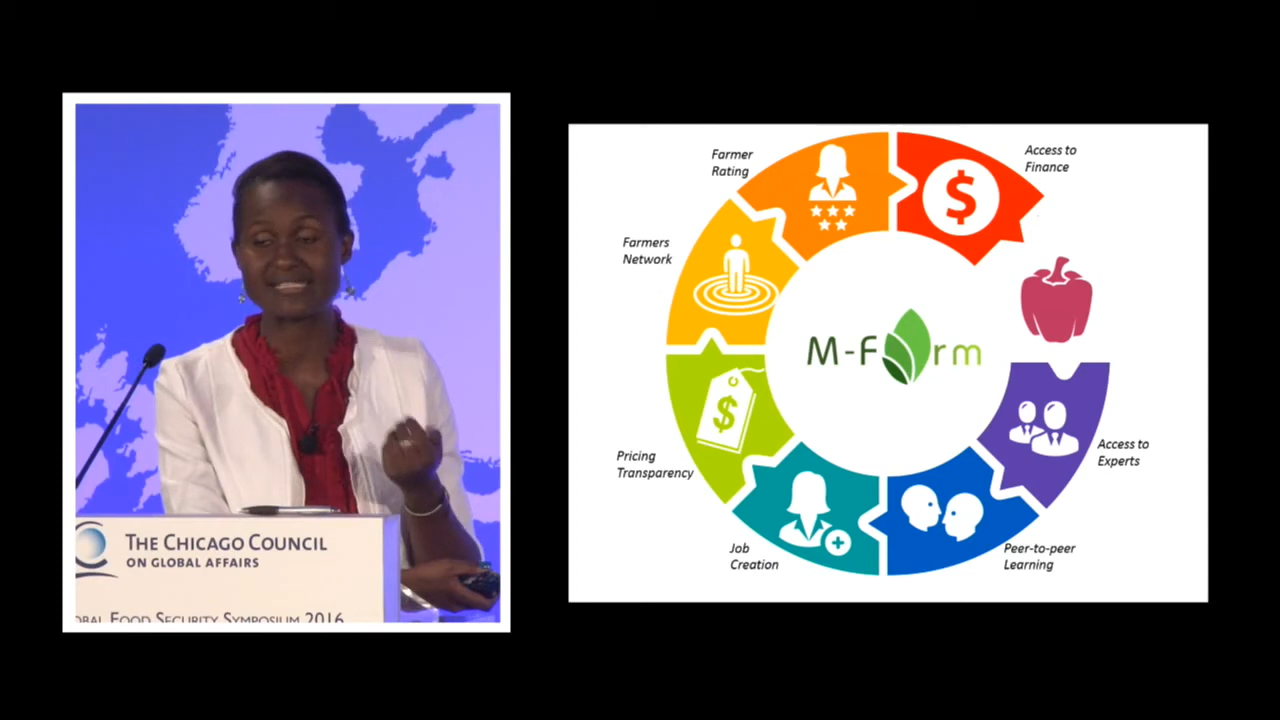 THE CHICAGO COUNCIL
ON GLOBAL AFFAIRS
FOOD SECURITY SYMPOSIUM 2016
Farmer
Rating
Access to
Finance
$
Farmers
Network
M-F rm
$
Pricing
Transparency
Access to
Experts
Job
Creation
Peer-to-peer
Learning